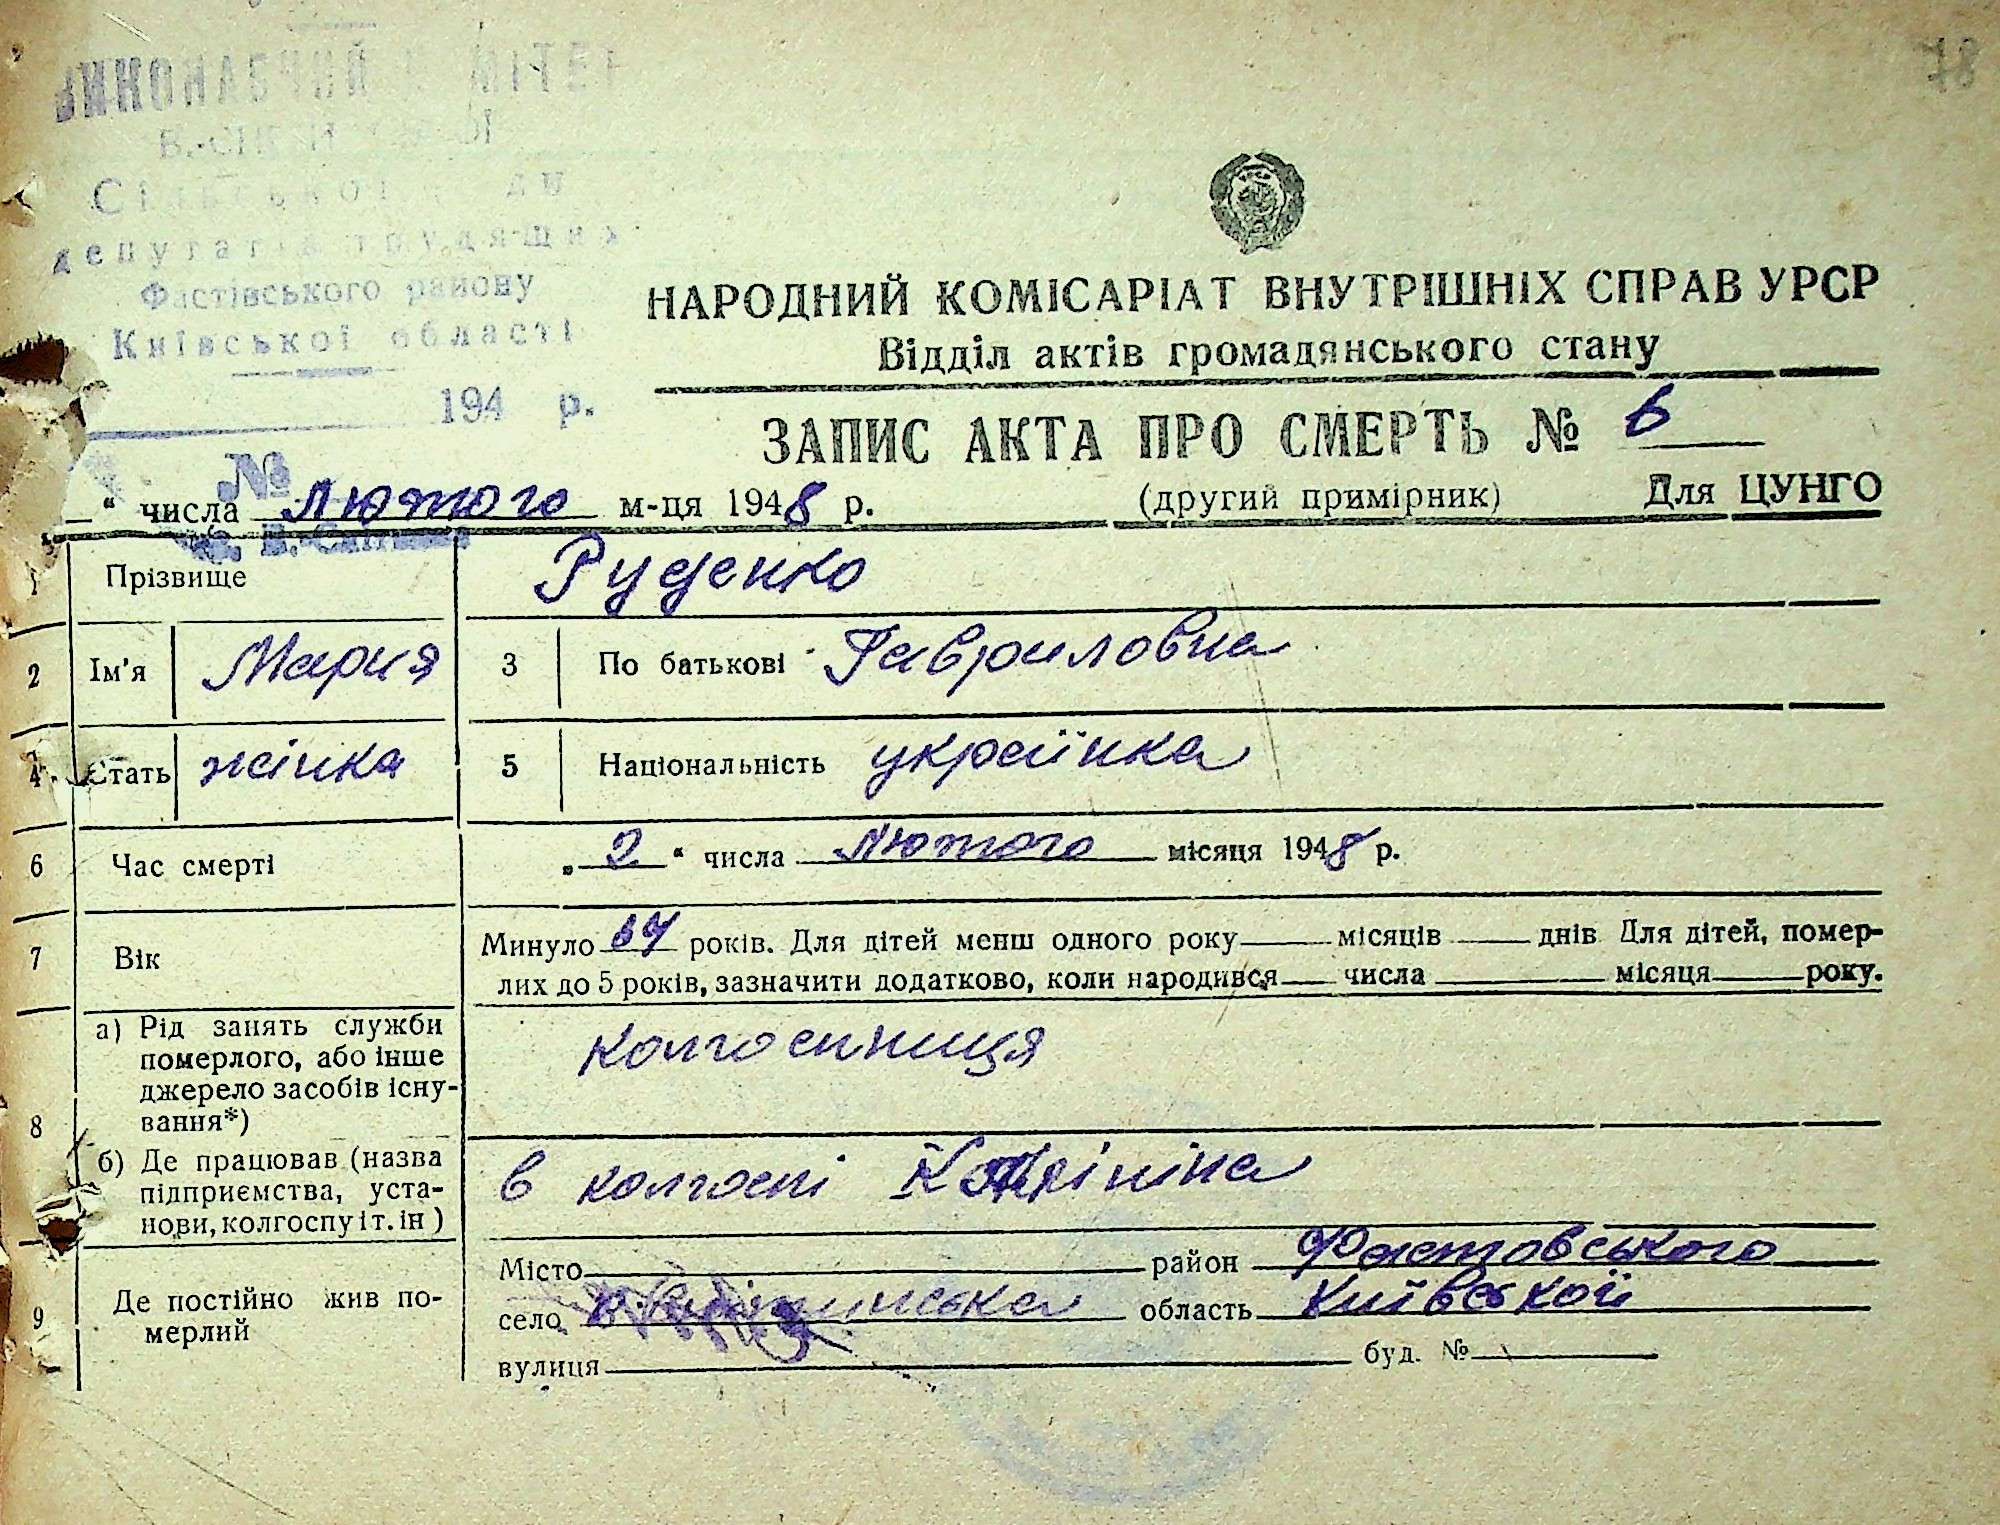 78
Сільської
депутатів трудящих
Фастівського району
Київської області
194 р.
№
НАРОДНИЙ КОМІСАРІАТ ВНУТРІШНІХ СПРАВ УРСР
Відділ актів громадянського стану
ЗАПИС АКТА ПРО СМЕРТЬ № 6
“ числа лютого м-ця 1948 р. (другий примірник) Для ЦУНГО
1 Прізвище Руденко
2 Ім'я Мария 3 По батькові Гавриловна
4 Стать жінка 5 Національність українка
6 Час смерті „ 2 “ числа лютого місяця 1948 р.
7 Вік Минуло років. Для дітей менш одного року місяців днів Для дітей, помер-
лих до 5 років, зазначити додатково, коли народився числа місяця року.
8 а) Рід занять служби
померлого, або інше
джерело засобів існу-
вання*) колгоспниця
б) Де працював (назва
підприємства, уста-
нови, колгоспу і т. ін) в колгоспі Калініна
9 Де постійно жив по-
мерлий
Місто район Фастовського
село область Київской
вулиця буд. №